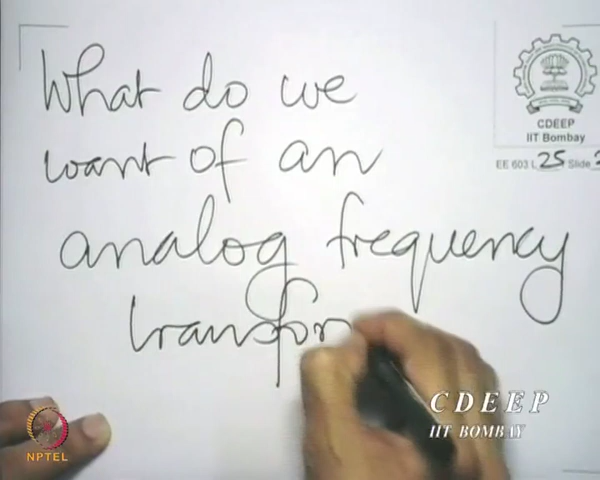 What do we
want of an
analog frequency
transfor
CDEEP
IIT Bombay
EE 603 L 25 Slide
CDEEP
IIT BOMBAY
NPTEL